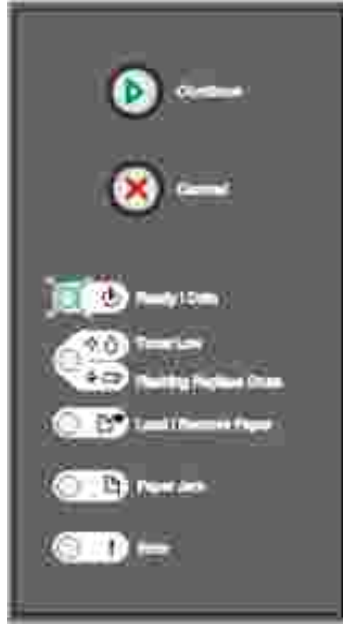 Continue
Cancel
Ready / Data
Toner Low
Flashing Replace Drum
Load / Remove Paper
Paper Jam
Error